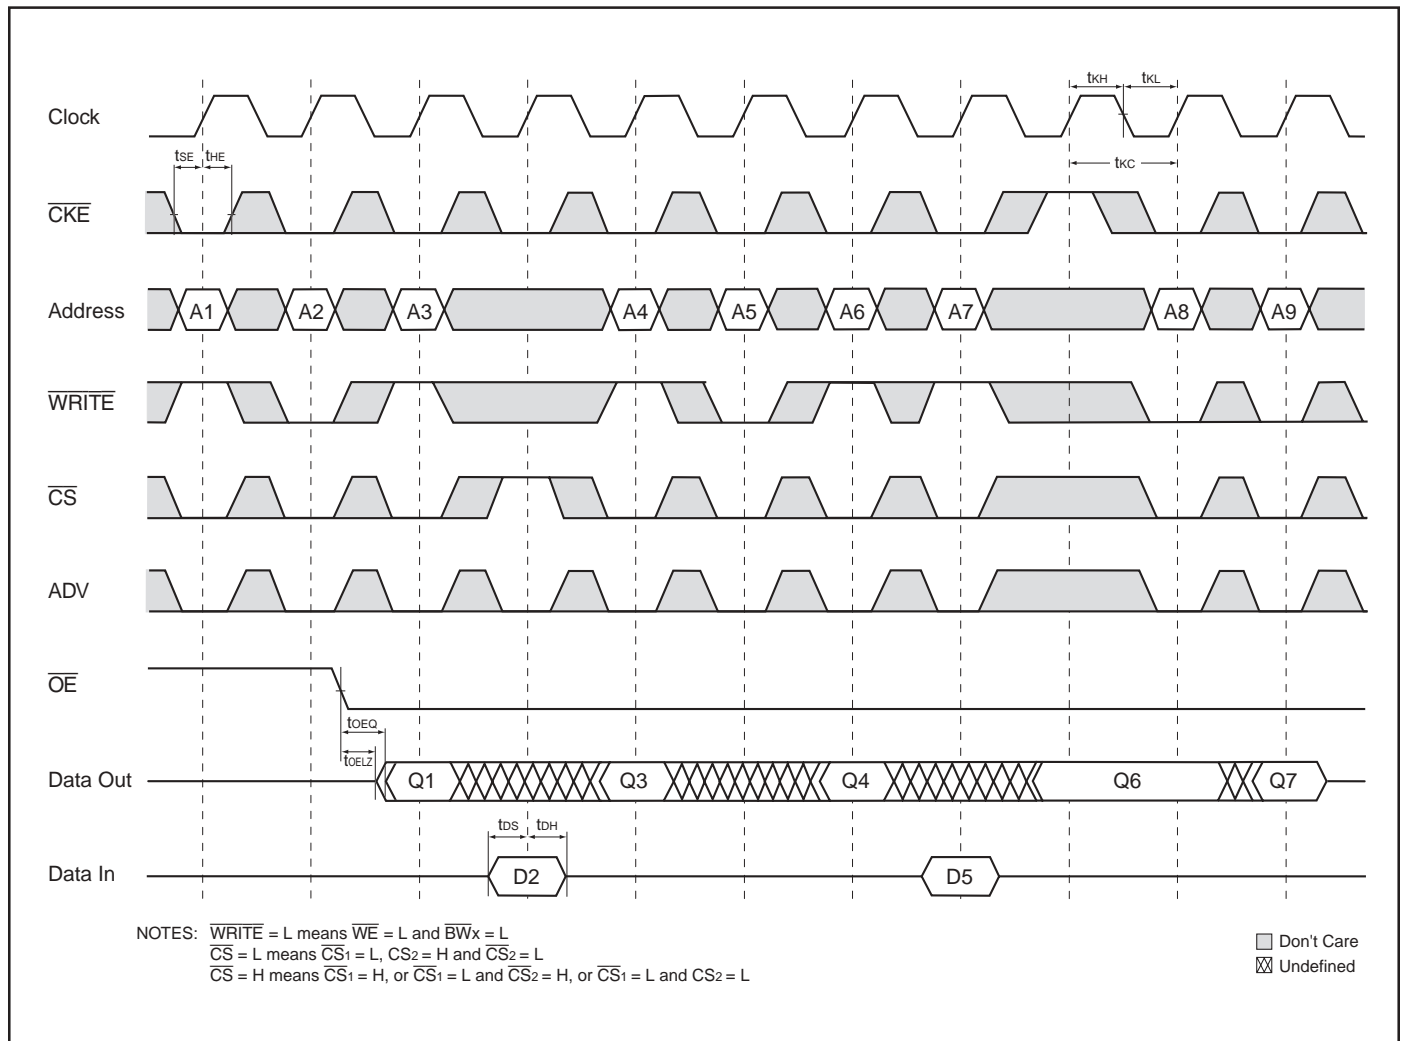 tKH tKL
Clock
tSE tHE
tKC
CKE
Address A1 A2 A3 A4 A5 A6 A7 A8 A9
WRITE
CS
ADV
OE
tOEQ
tOELZ
Data Out Q1 Q3 Q4 Q6 Q7
tDS tDH
Data In D2 D5
NOTES: WRITE = L means WE = L and BWx = L
CS = L means CS1 = L, CS2 = H and CS2 = L
CS = H means CS1 = H, or CS1 = L and CS2 = H, or CS1 = L and CS2 = L
Don't Care
Undefined